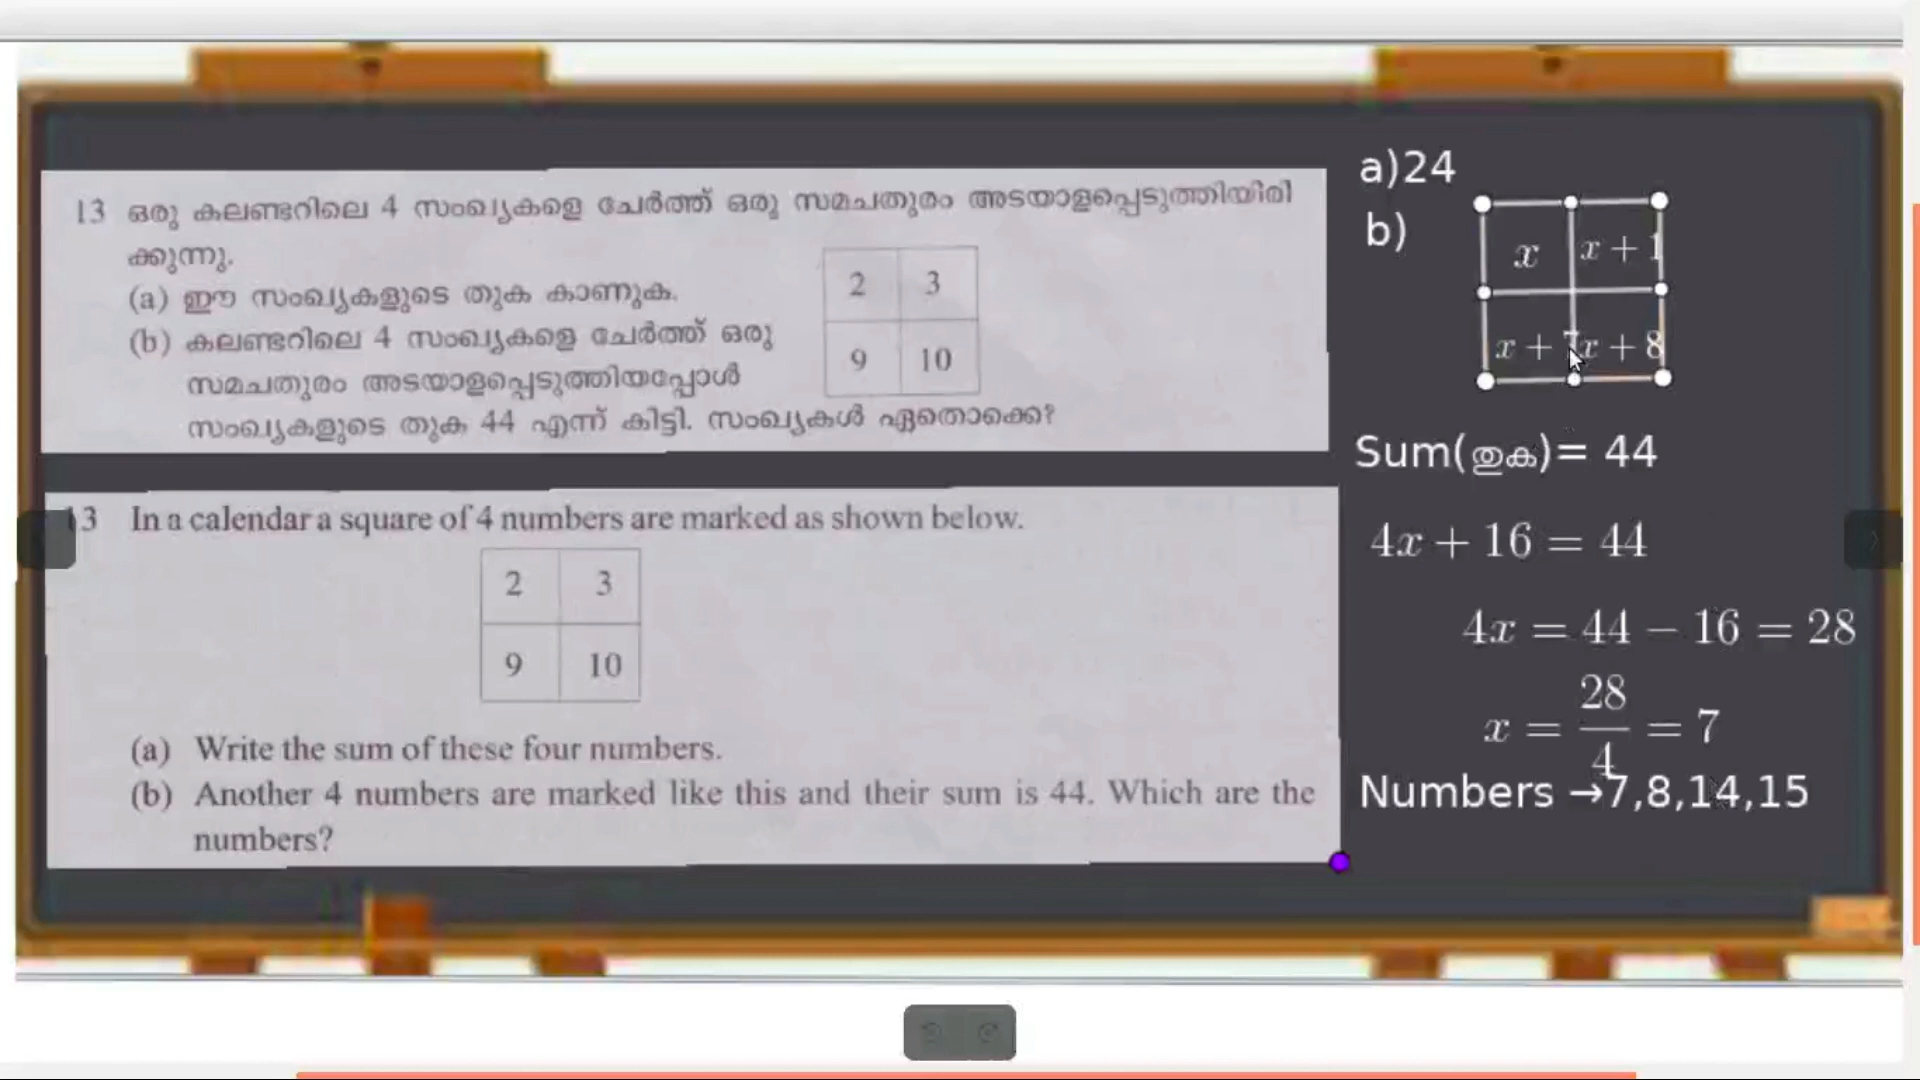 13 ഒരു കലണ്ടറിലെ 4 സംഖ്യകളെ ചേർത്ത് ഒരു സമചതുരം അടയാളപ്പെടുത്തിയിരി
ക്കുന്നു.
(a) ഈ സംഖ്യകളുടെ തുക കാണുക.
(b) കലണ്ടറിലെ 4 സംഖ്യകളെ ചേർത്ത് ഒരു
സമചതുരം അടയാളപ്പെടുത്തിയപ്പോൾ
സംഖ്യകളുടെ തുക 44 എന്ന് കിട്ടി. സംഖ്യകൾ ഏതൊക്കെ?
2 3
9 10
13 In a calendar a square of 4 numbers are marked as shown below.
2 3
9 10
(a) Write the sum of these four numbers.
(b) Another 4 numbers are marked like this and their sum is 44. Which are the
numbers?
a)24
b)
x x + 1
x + 7 x + 8
Sum(തുക)= 44
4x + 16 = 44
4x = 44 − 16 = 28
x = 28/4 = 7
Numbers →7,8,14,15